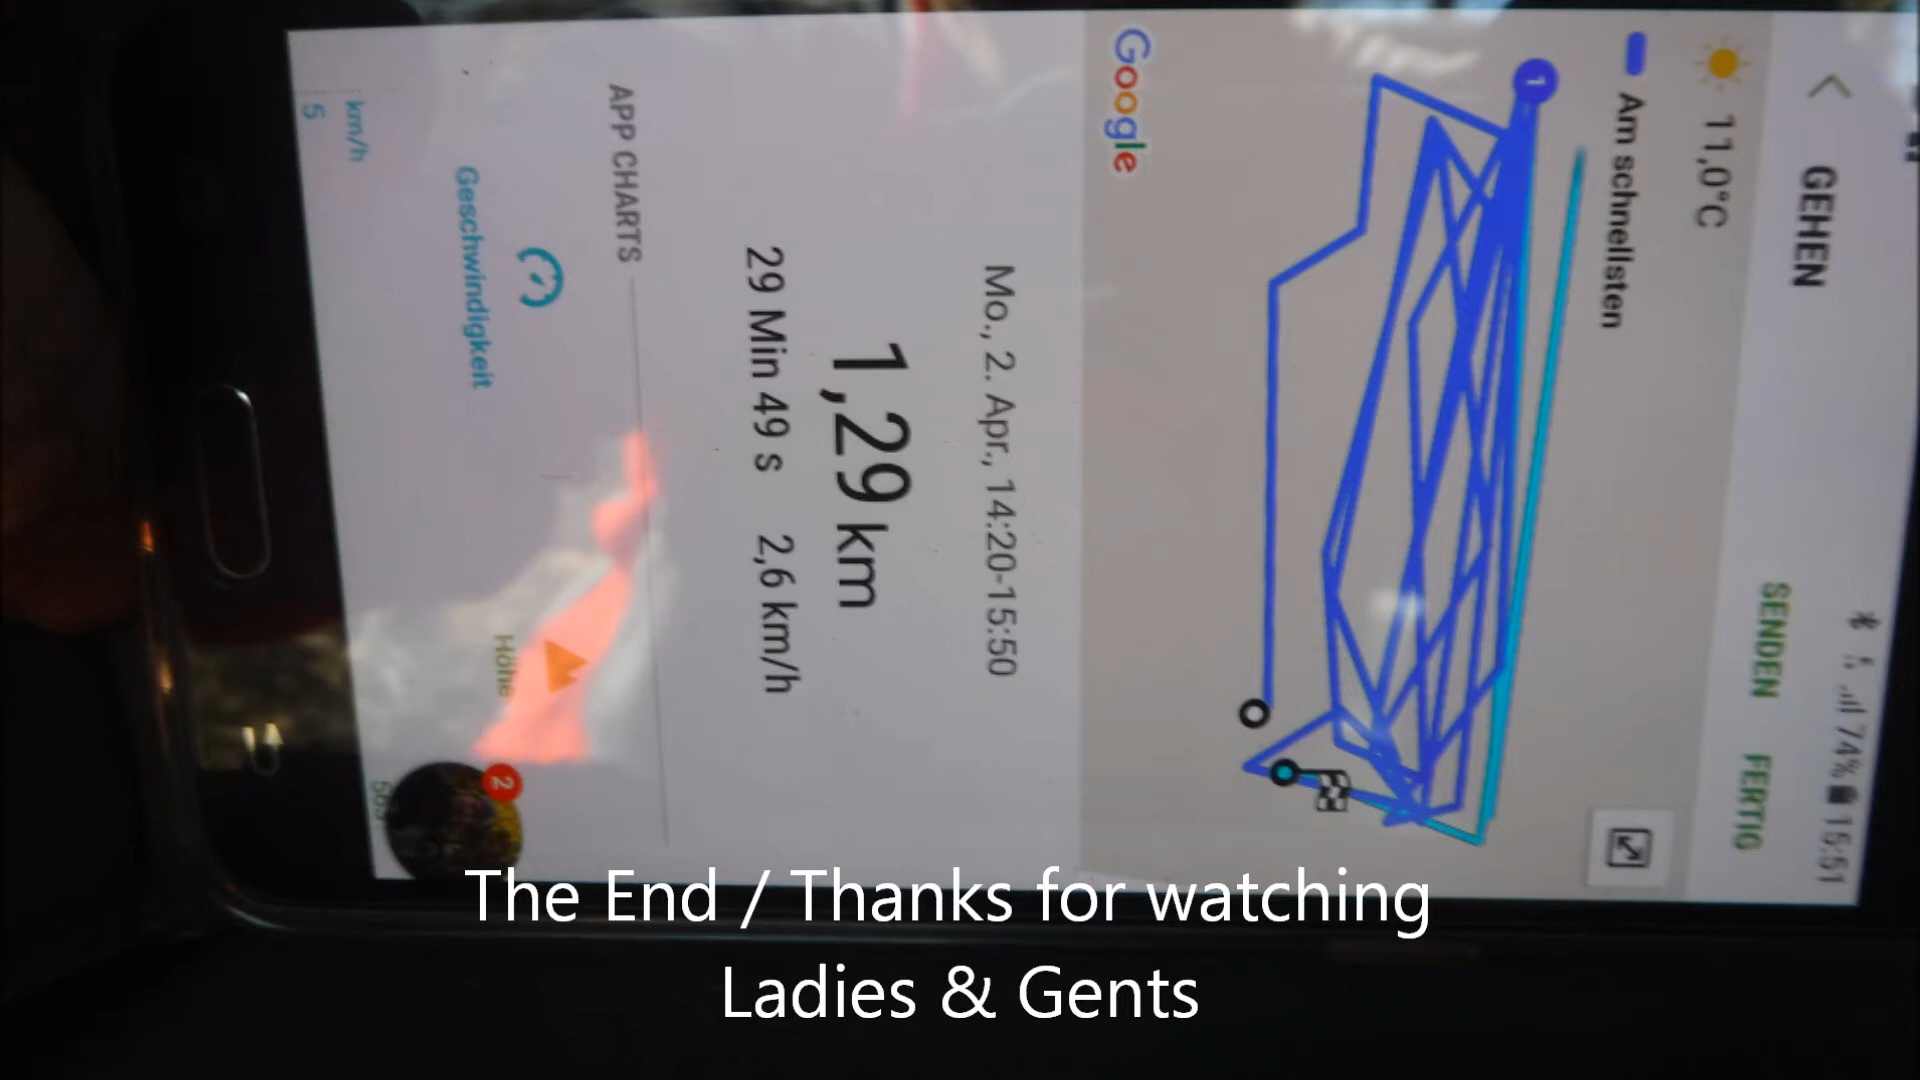 74% 15:51
GEHEN SENDEN FERTIG
11,0°C
Am schnellsten
1
Google
Mo., 2. Apr., 14:20-15:50
1,29 km
29 Min 49 s 2,6 km/h
APP CHARTS
Geschwindigkeit Höhe
km/h
5
2
The End / Thanks for watching
Ladies & Gents